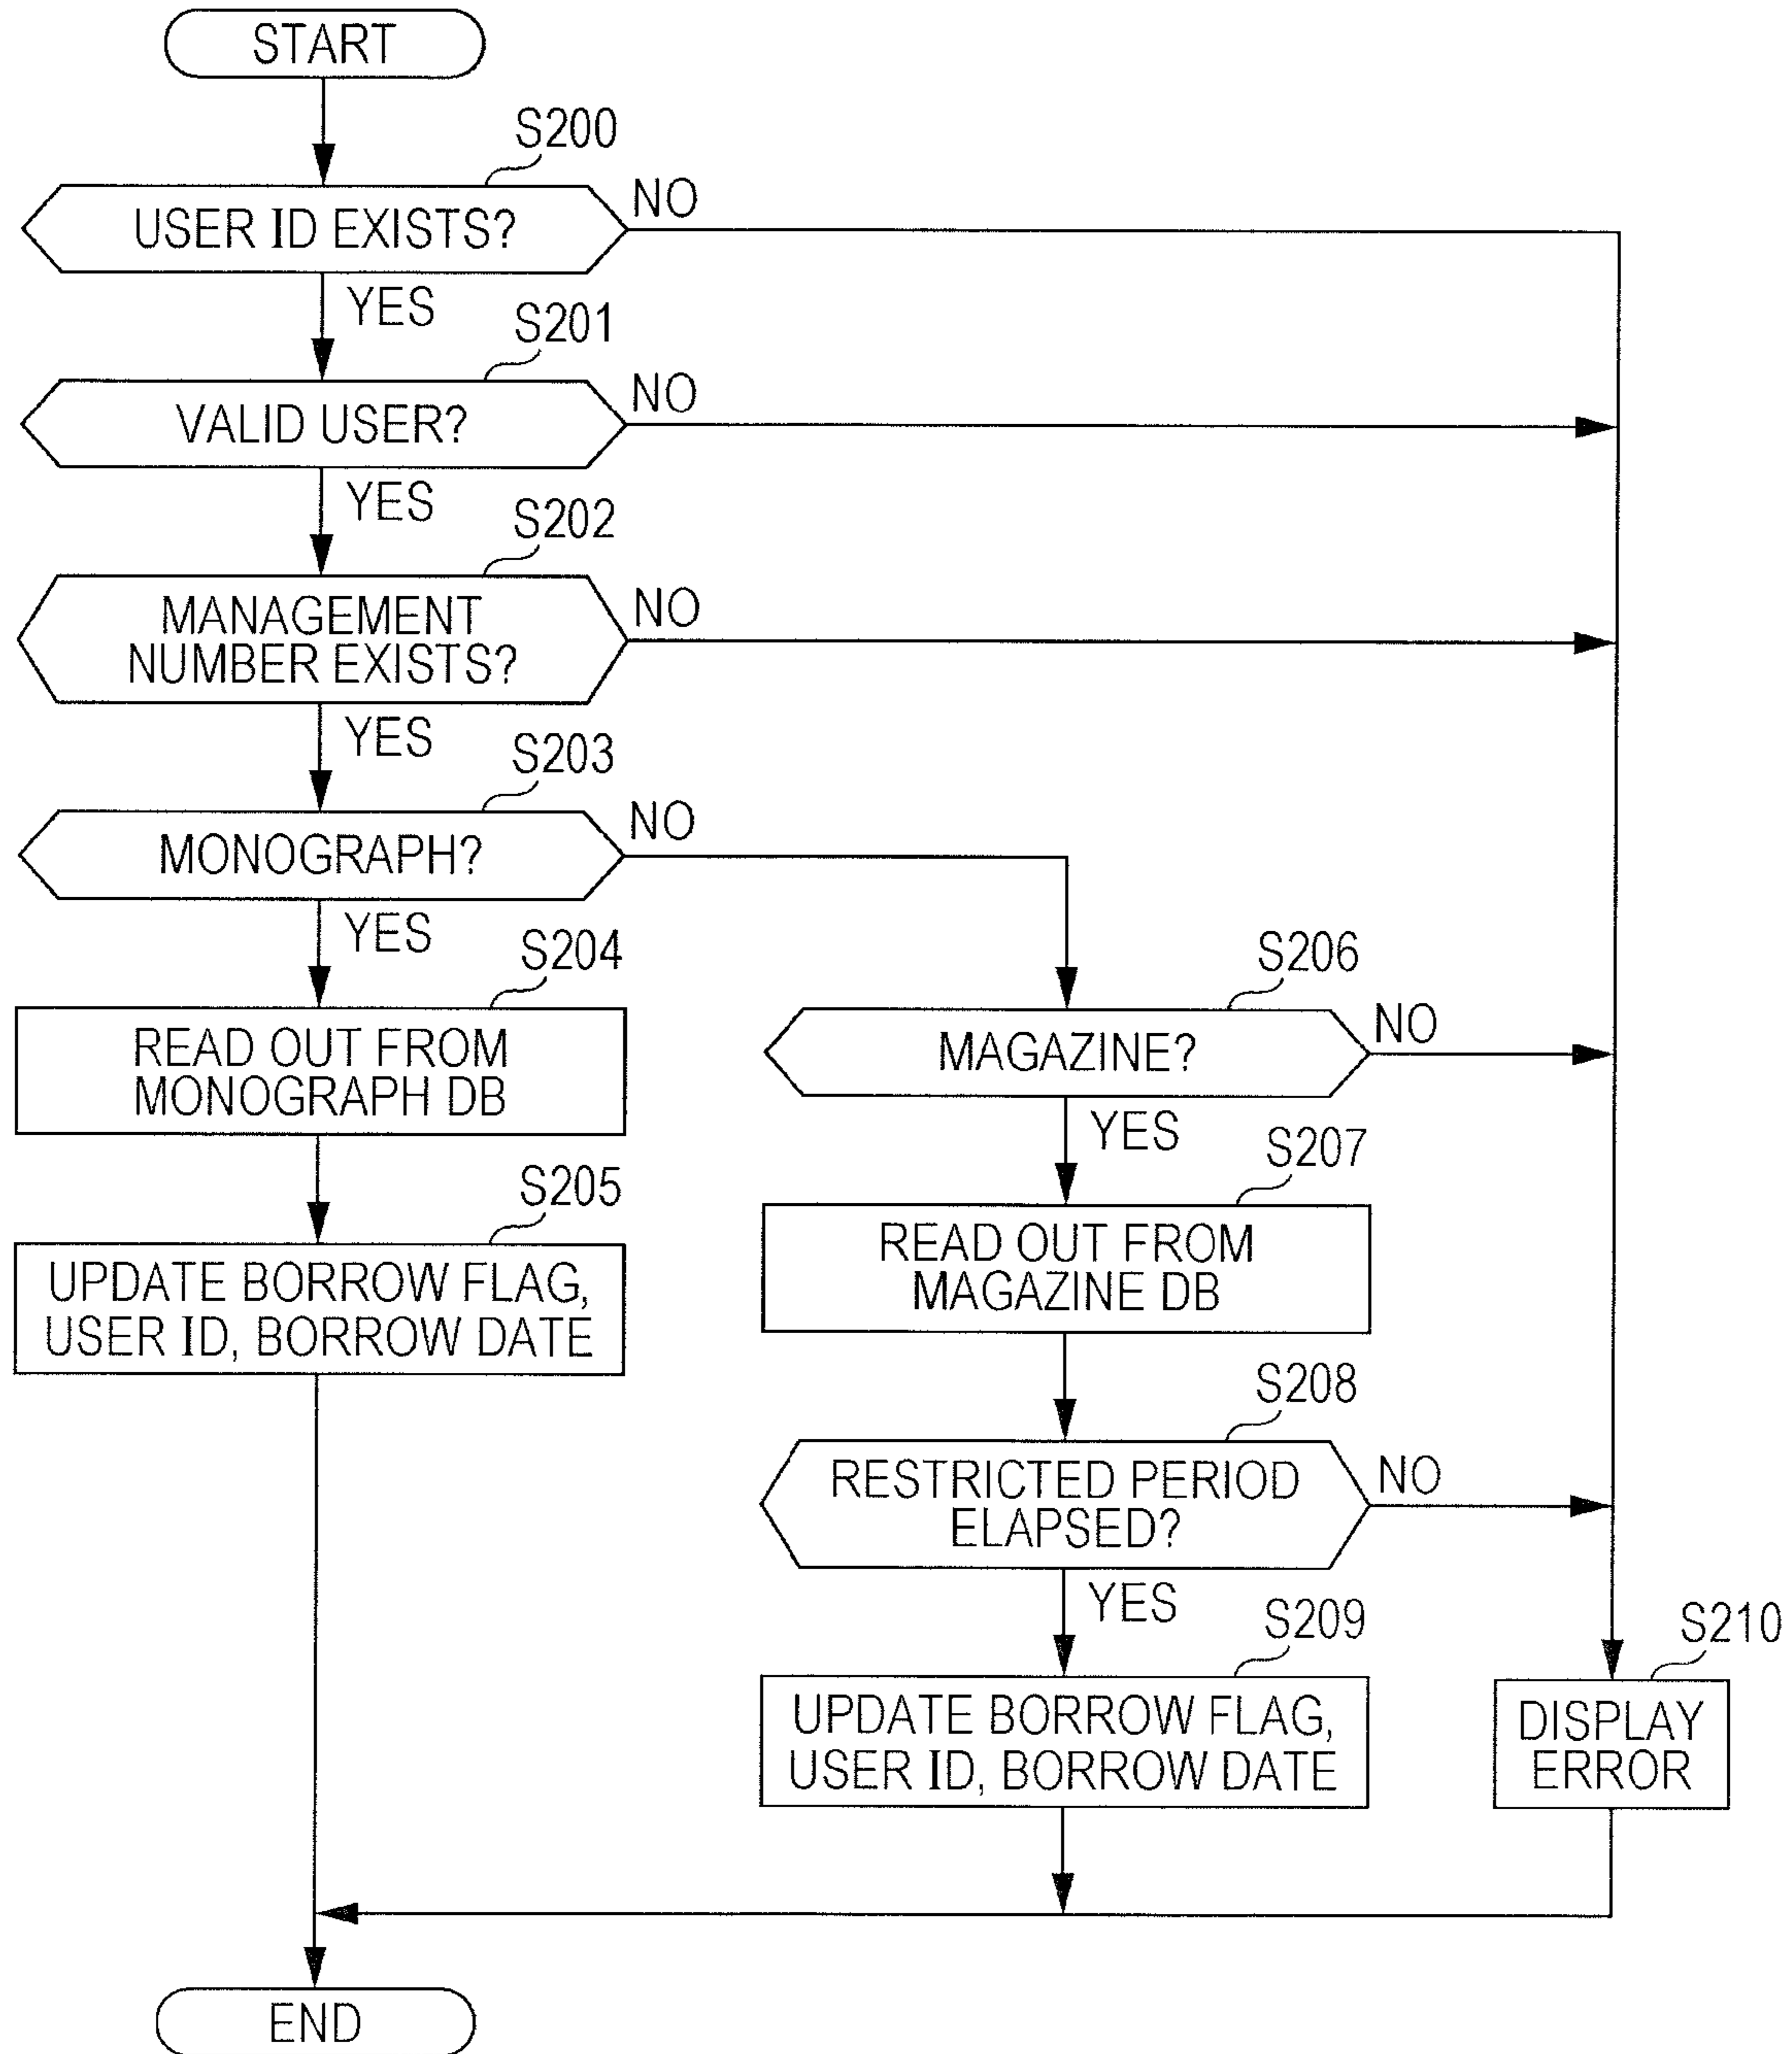 START
S200
USER ID EXISTS?
NO
YES
S201
VALID USER?
NO
YES
S202
MANAGEMENT
NUMBER EXISTS?
NO
YES
S203
MONOGRAPH?
NO
YES
S204
READ OUT FROM
MONOGRAPH DB
S205
UPDATE BORROW FLAG,
USER ID, BORROW DATE
S206
MAGAZINE?
NO
YES
S207
READ OUT FROM
MAGAZINE DB
S208
RESTRICTED PERIOD
ELAPSED?
NO
YES
S209
UPDATE BORROW FLAG,
USER ID, BORROW DATE
S210
DISPLAY
ERROR
END